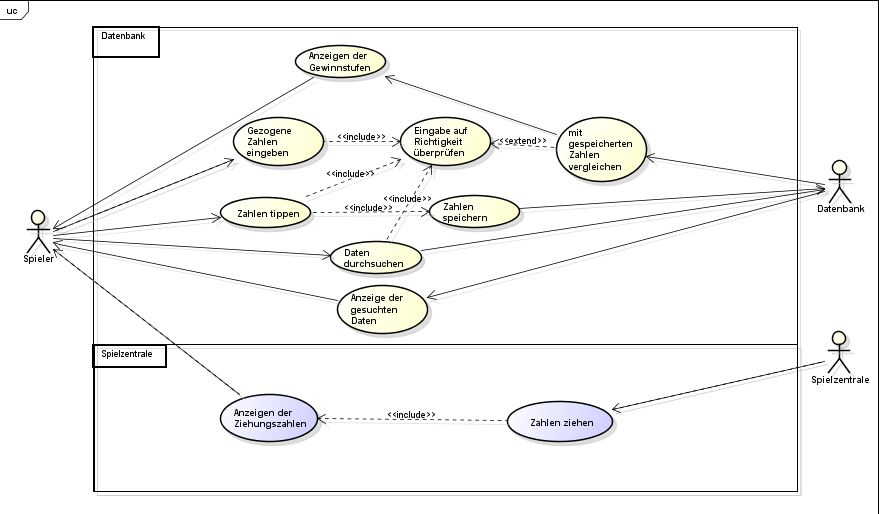 uc
Datenbank
Anzeigen der
Gewinnstufen
Gezogene
Zahlen
eingeben
<<include>>
Eingabe auf
Richtigkeit
überprüfen
<<extend>>
mit
gespeicherten
Zahlen
vergleichen
<<include>>
<<include>>
Zahlen tippen
<<include>>
Zahlen
speichern
Datenbank
Spieler
Daten
durchsuchen
Anzeige der
gesuchten
Daten
Spielzentrale
Spielzentrale
Anzeigen der
Ziehungszahlen
<<include>>
Zahlen ziehen